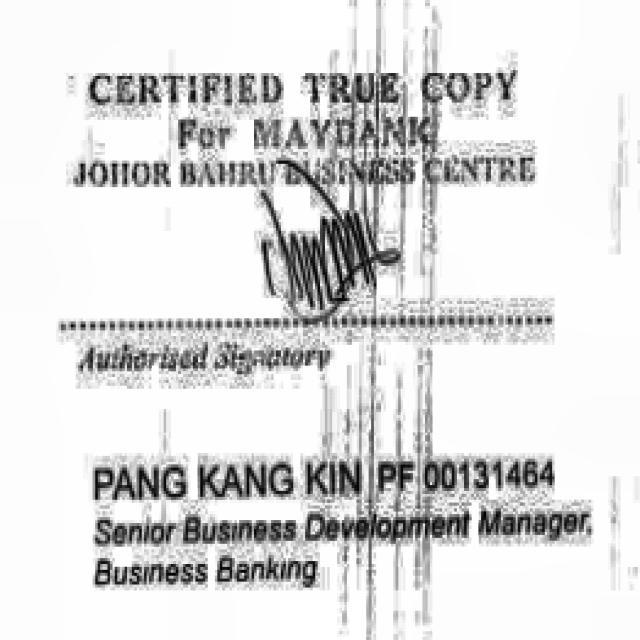 CERTIFIED TRUE COPY
For MAYBANK
JOHOR BAHRU BUSINESS CENTRE
Authorised Signatory
PANG KANG KIN PF 00131464
Senior Business Development Manager,
Business Banking